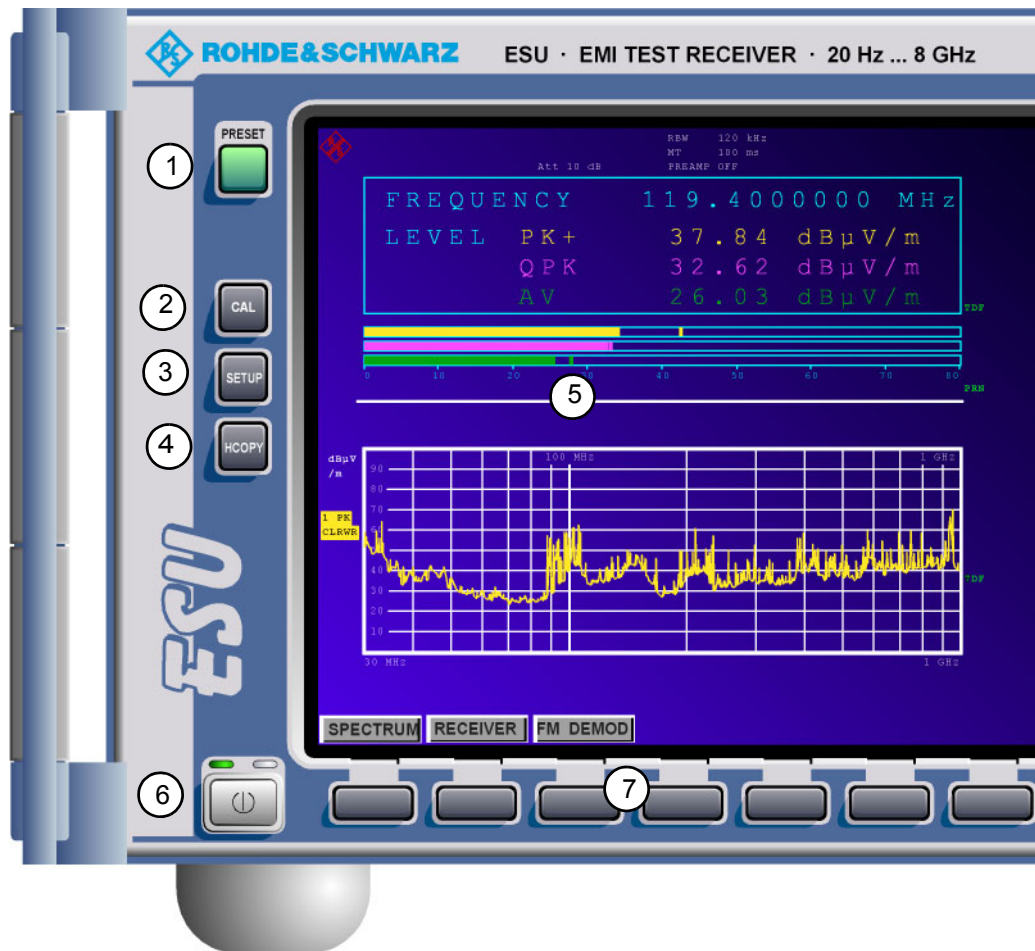 ROHDE&SCHWARZ ESU · EMI TEST RECEIVER · 20 Hz ... 8 GHz
PRESET
1
RBW 120 kHz
MT 100 ms
Att 10 dB PREAMP OFF
FREQUENCY 119.4000000 MHz
LEVEL PK+ 37.84 dBµV/m
QPK 32.62 dBµV/m
AV 26.03 dBµV/m
TDF
2
CAL
3
SETUP
0 10 20 30 40 50 60 70 80
PRN
5
4
HCOPY
dBµV
/m
100 MHz 1 GHz
90
80
70
1 PK
CLRWR
60
40
30
20
10
TDF
30 MHz 1 GHz
ESU
SPECTRUM RECEIVER FM DEMOD
6
7